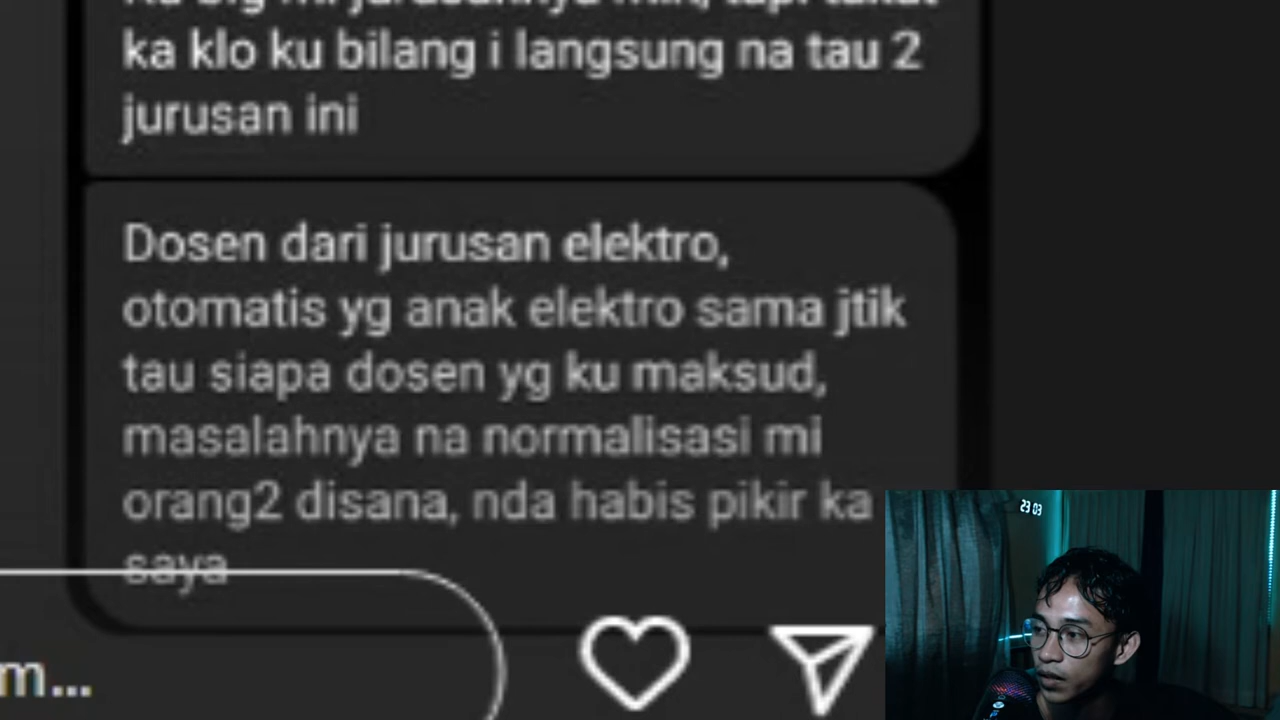 ka klo ku bilang i langsung na tau 2
jurusan ini
Dosen dari jurusan elektro,
otomatis yg anak elektro sama jtik
tau siapa dosen yg ku maksud,
masalahnya na normalisasi mi
orang2 disana, nda habis pikir ka
saya
m...
23 03